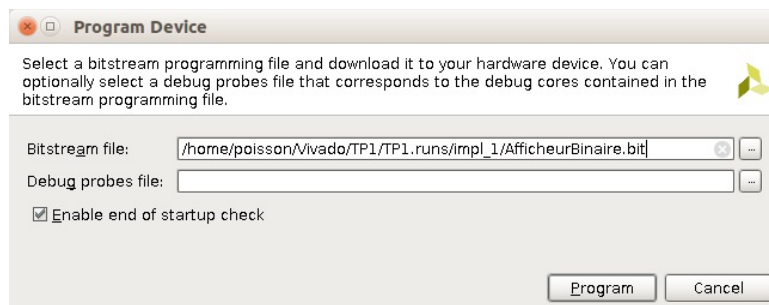 Program Device
Select a bitstream programming file and download it to your hardware device. You can
optionally select a debug probes file that corresponds to the debug cores contained in the
bitstream programming file.
Bitstream file: /home/poisson/Vivado/TP1/TP1.runs/impl_1/AfficheurBinaire.bit ...
Debug probes file: ...
Enable end of startup check
Program Cancel